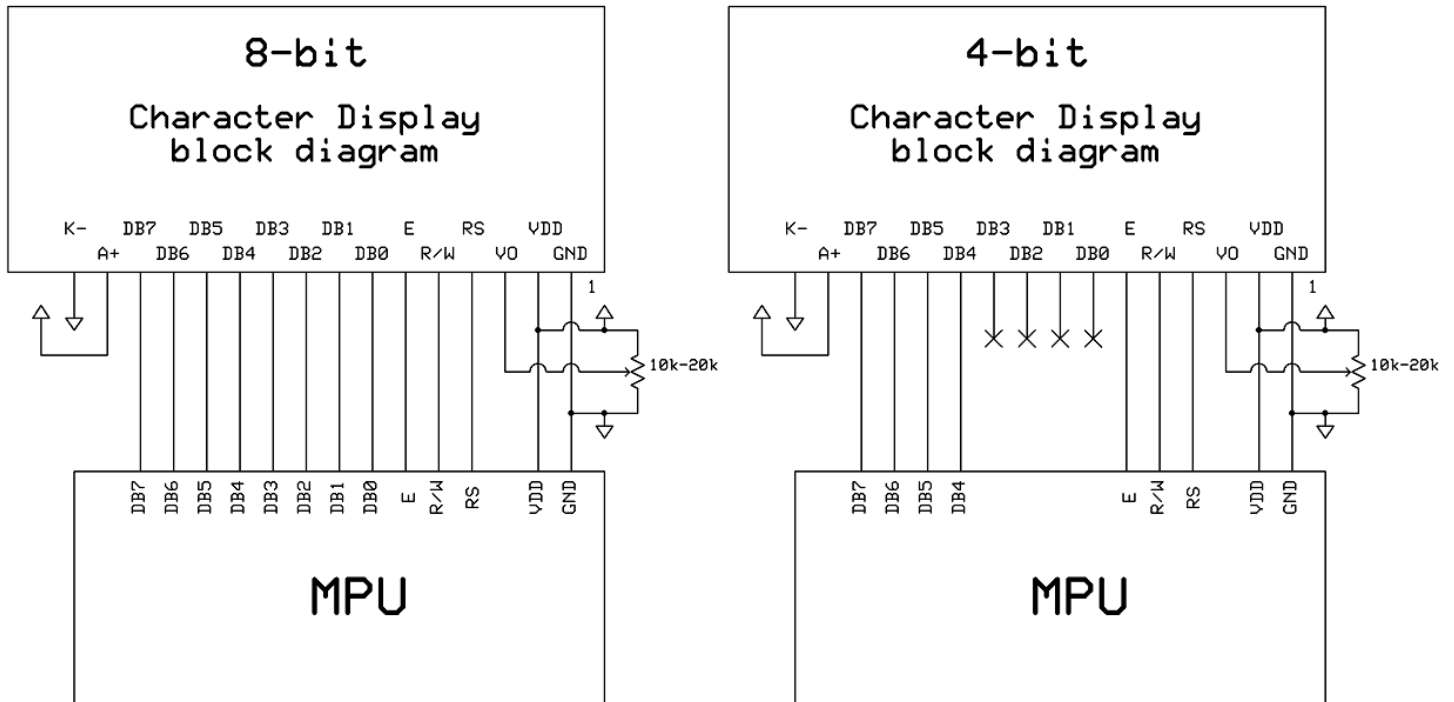 8-bit
Character Display
block diagram
K- DB7 DB5 DB3 DB1 E RS VDD
A+ DB6 DB4 DB2 DB0 R/W VO GND
1
10k-20k
DB7
DB6
DB5
DB4
DB3
DB2
DB1
DB0
E
R/W
RS
VDD
GND
MPU
4-bit
Character Display
block diagram
K- DB7 DB5 DB3 DB1 E RS VDD
A+ DB6 DB4 DB2 DB0 R/W VO GND
1
10k-20k
DB7
DB6
DB5
DB4
E
R/W
RS
VDD
GND
MPU